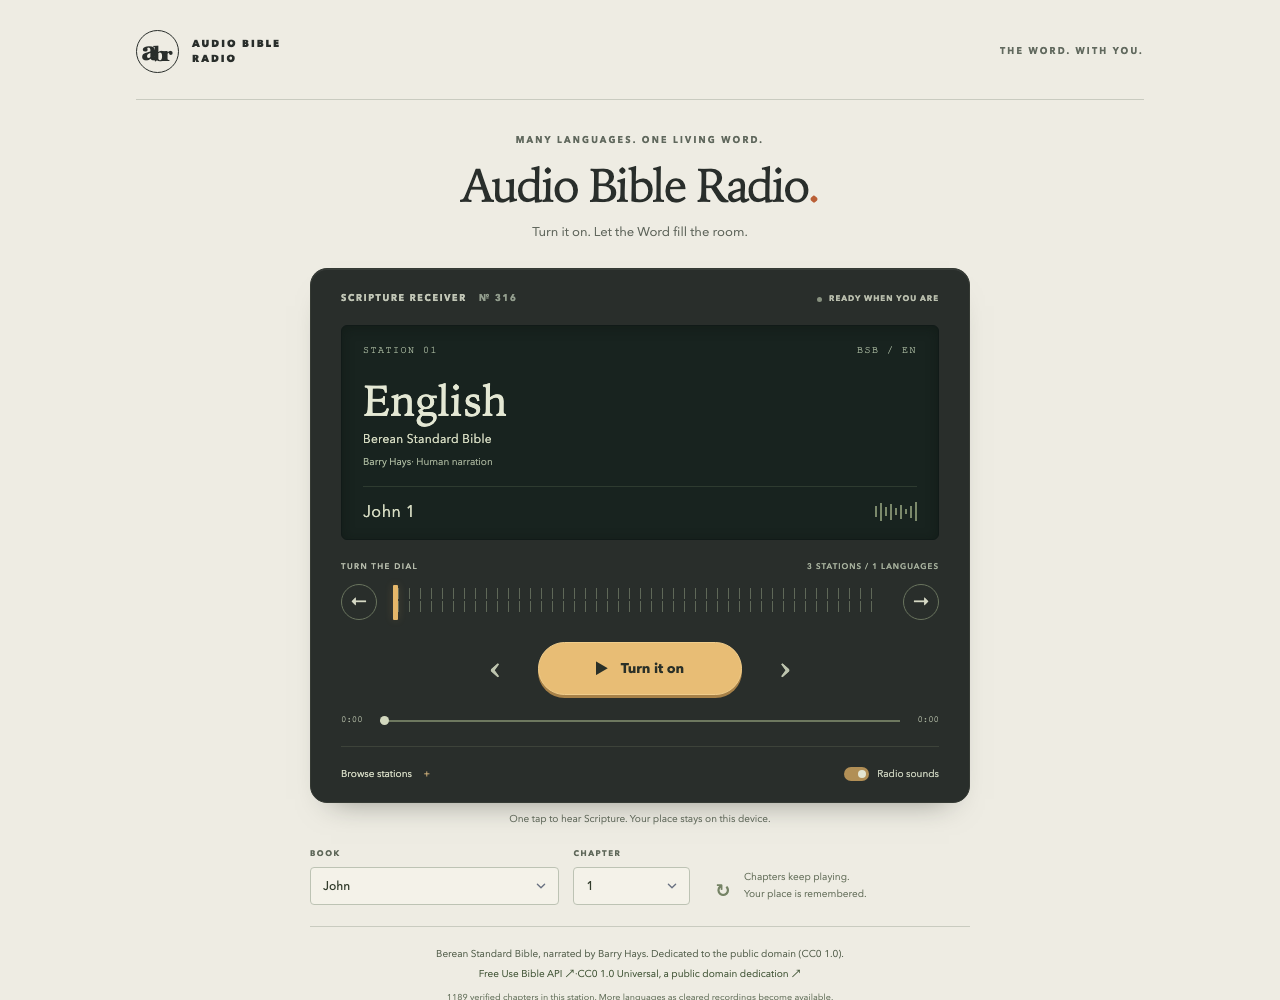 abr
AUDIO BIBLE
RADIO
THE WORD. WITH YOU.
MANY LANGUAGES. ONE LIVING WORD.
Audio Bible Radio.
Turn it on. Let the Word fill the room.
SCRIPTURE RECEIVER № 316
READY WHEN YOU ARE
STATION 01
BSB / EN
English
Berean Standard Bible
Barry Hays· Human narration
John 1
TURN THE DIAL
3 STATIONS / 1 LANGUAGES
←
→
‹
▶ Turn it on
›
0:00
0:00
Browse stations +
Radio sounds
One tap to hear Scripture. Your place stays on this device.
BOOK
CHAPTER
John
1
↻
Chapters keep playing.
Your place is remembered.
Berean Standard Bible, narrated by Barry Hays. Dedicated to the public domain (CC0 1.0).
Free Use Bible API ↗·CC0 1.0 Universal, a public domain dedication ↗
1189 verified chapters in this station. More languages as cleared recordings become available.